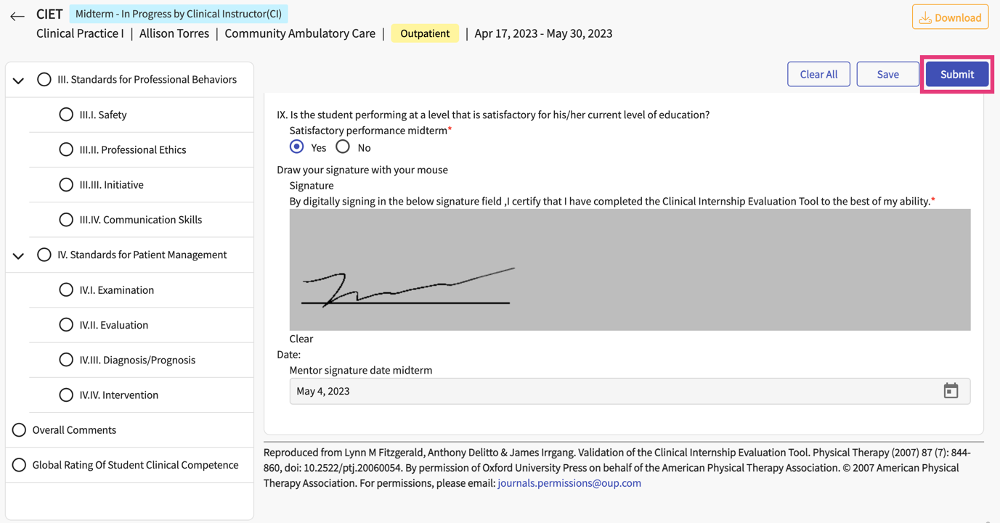 CIET Midterm - In Progress by Clinical Instructor(CI)
Download
Clinical Practice I | Allison Torres | Community Ambulatory Care | Outpatient | Apr 17, 2023 - May 30, 2023
III. Standards for Professional Behaviors
III.I. Safety
III.II. Professional Ethics
III.III. Initiative
III.IV. Communication Skills
IV. Standards for Patient Management
IV.I. Examination
IV.II. Evaluation
IV.III. Diagnosis/Prognosis
IV.IV. Intervention
Overall Comments
Global Rating Of Student Clinical Competence
Clear All
Save
Submit
IX. Is the student performing at a level that is satisfactory for his/her current level of education?
Satisfactory performance midterm*
Yes No
Draw your signature with your mouse
Signature
By digitally signing in the below signature field ,I certify that I have completed the Clinical Internship Evaluation Tool to the best of my ability.*
Clear
Date:
Mentor signature date midterm
May 4, 2023
Reproduced from Lynn M Fitzgerald, Anthony Delitto & James Irrgang. Validation of the Clinical Internship Evaluation Tool. Physical Therapy (2007) 87 (7): 844-
860, doi: 10.2522/ptj.20060054. By permission of Oxford University Press on behalf of the American Physical Therapy Association. © 2007 American Physical
Therapy Association. For permissions, please email: journals.permissions@oup.com